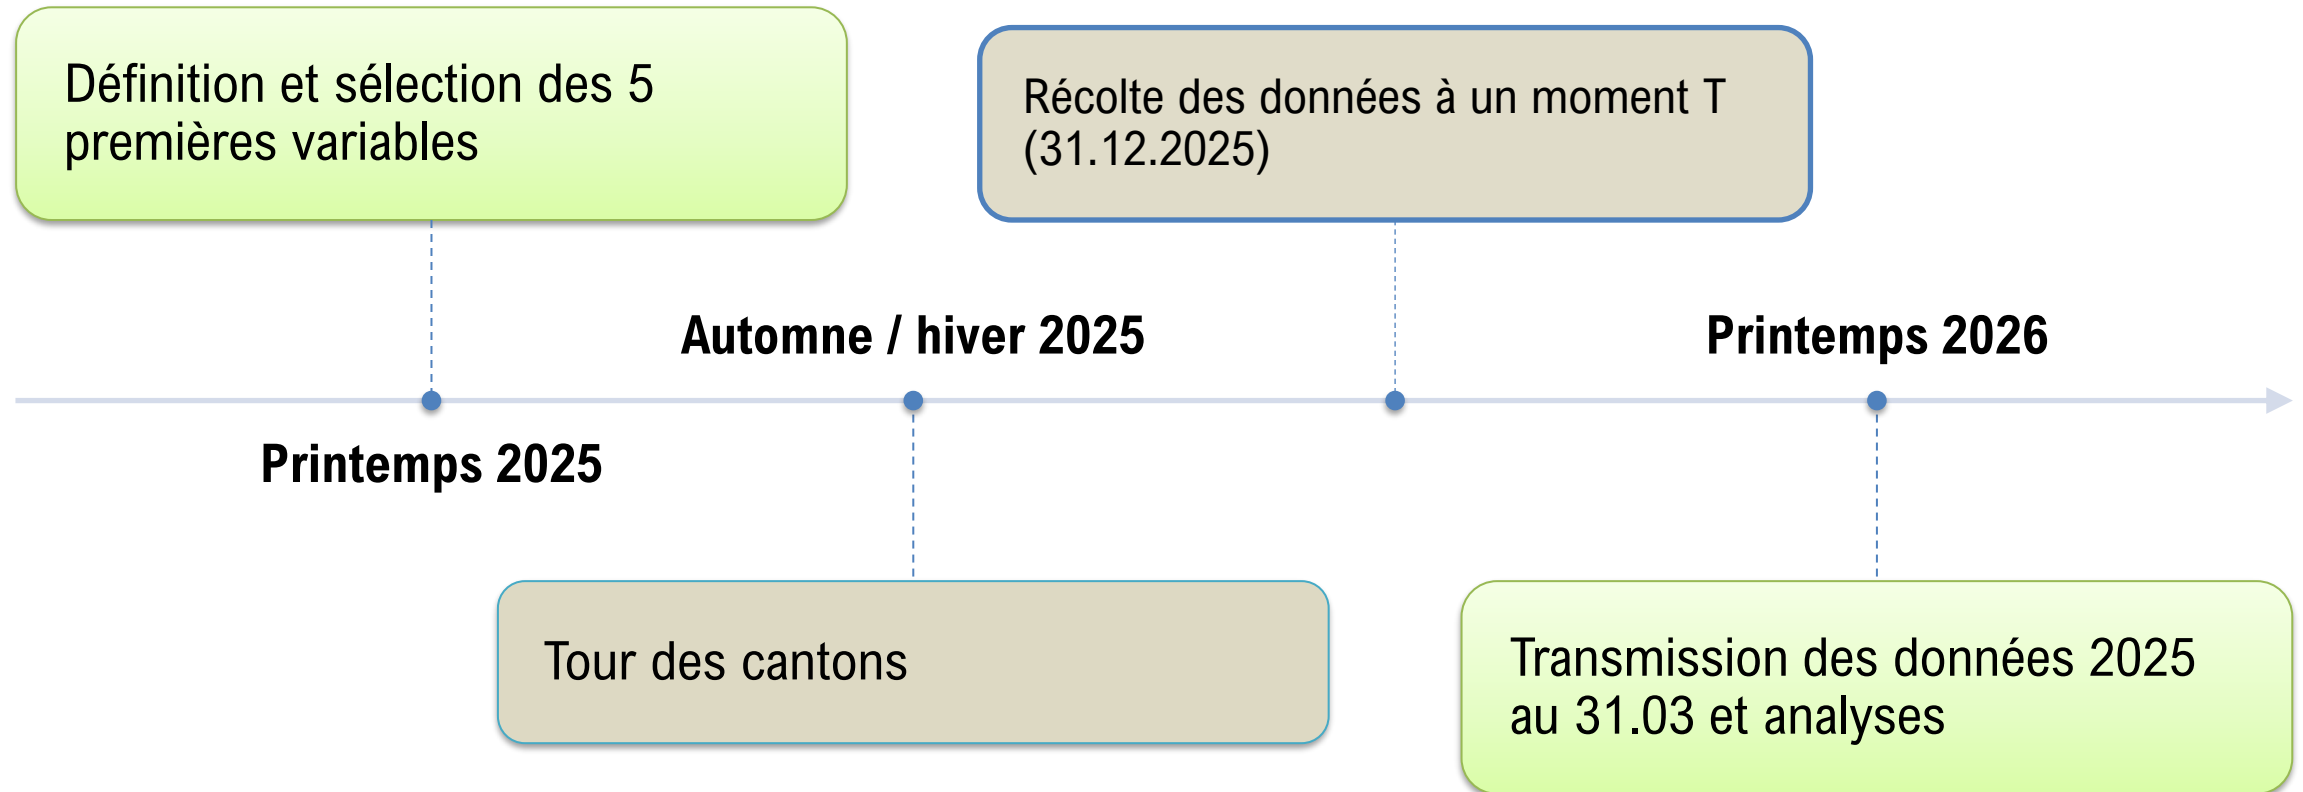 Définition et sélection des 5
premières variables
Récolte des données à un moment T
(31.12.2025)
Automne / hiver 2025
Printemps 2026
Printemps 2025
Tour des cantons
Transmission des données 2025
au 31.03 et analyses